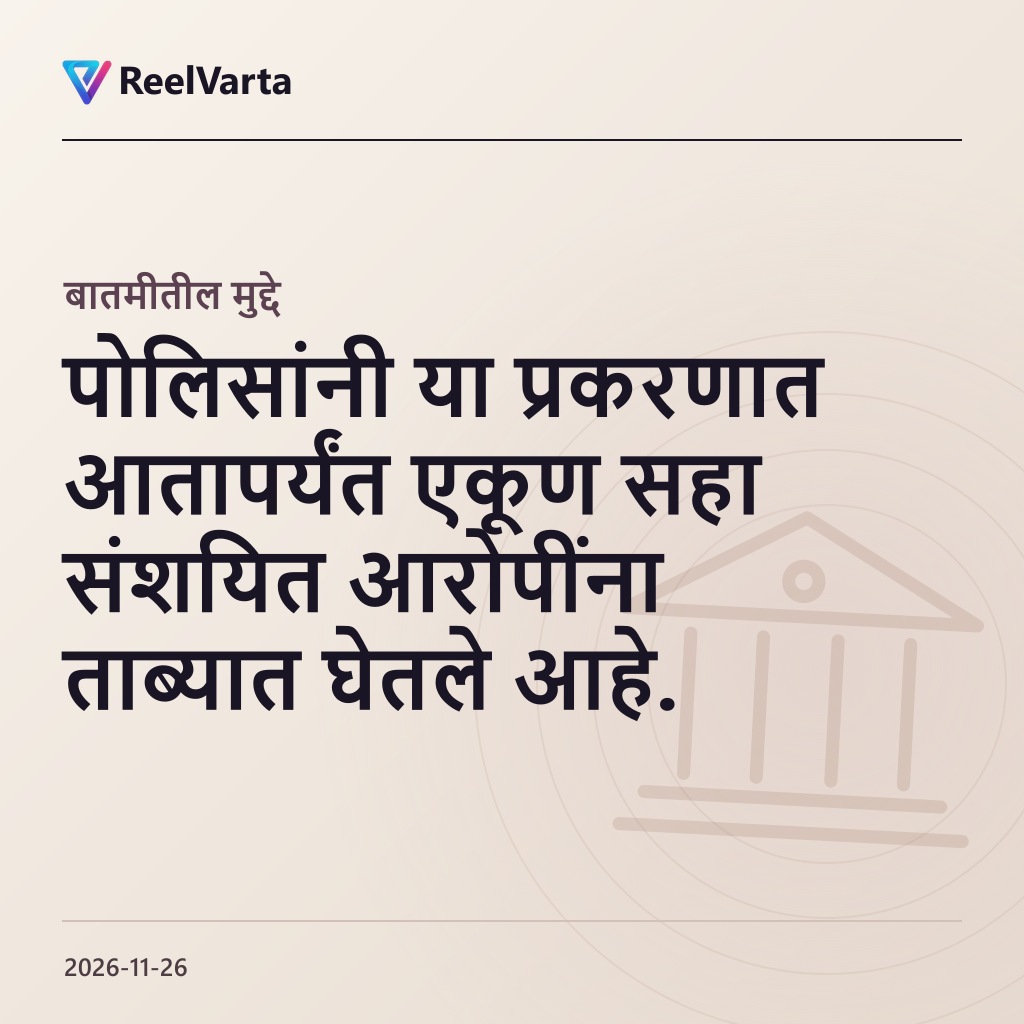 ReelVarta
बातमीतील मुद्दे
पोलिसांनी या प्रकरणात
आतापर्यंत एकूण सहा
संशयित आरोपींना
ताब्यात घेतले आहे.
2026-11-26